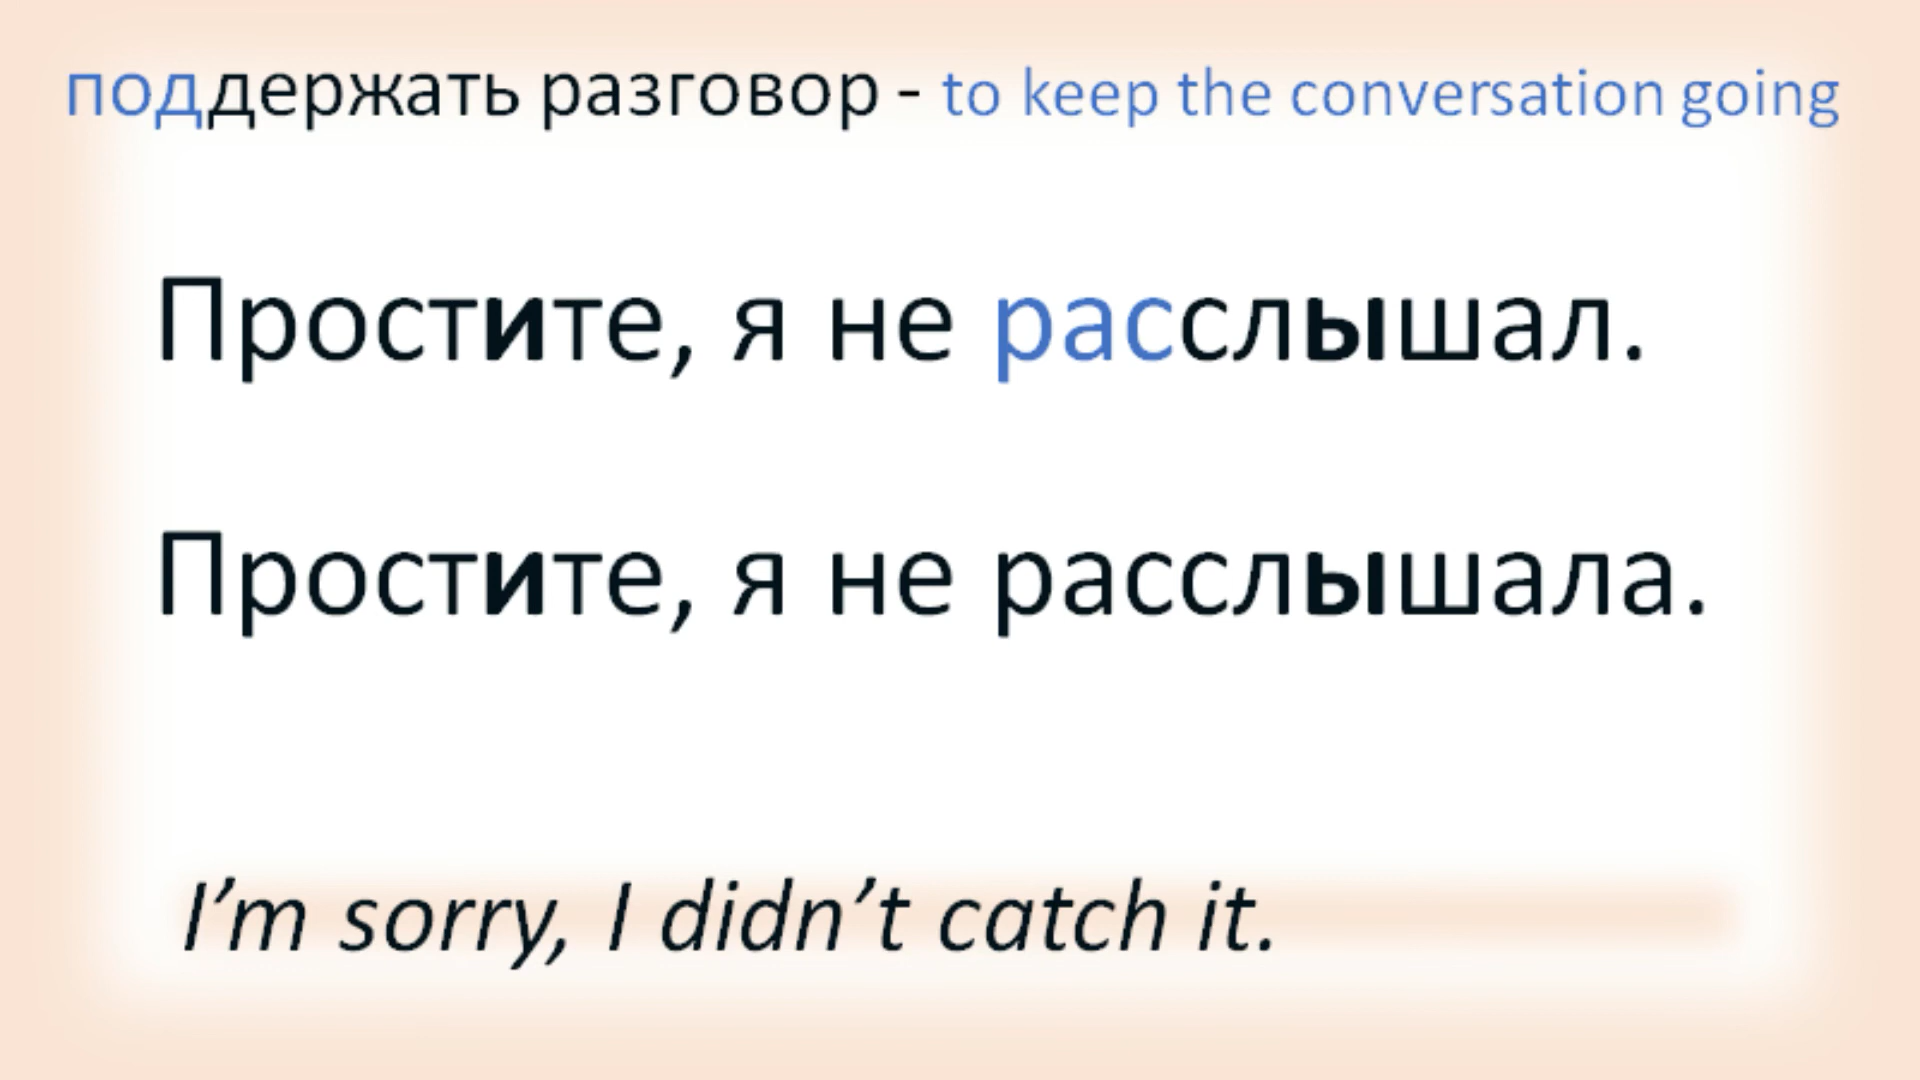 поддержать разговор - to keep the conversation going
Простите, я не расслышал.
Простите, я не расслышала.
I’m sorry, I didn’t catch it.